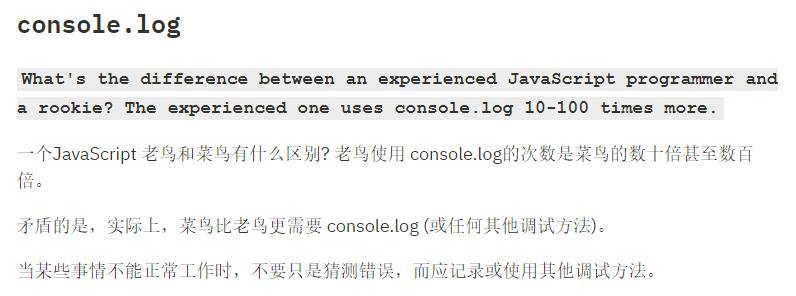 console.log
What's the difference between an experienced JavaScript programmer and
a rookie? The experienced one uses console.log 10-100 times more.
一个JavaScript 老鸟和菜鸟有什么区别? 老鸟使用 console.log的次数是菜鸟的数十倍甚至数百
倍。
矛盾的是，实际上，菜鸟比老鸟更需要 console.log (或任何其他调试方法)。
当某些事情不能正常工作时，不要只是猜测错误，而应记录或使用其他调试方法。